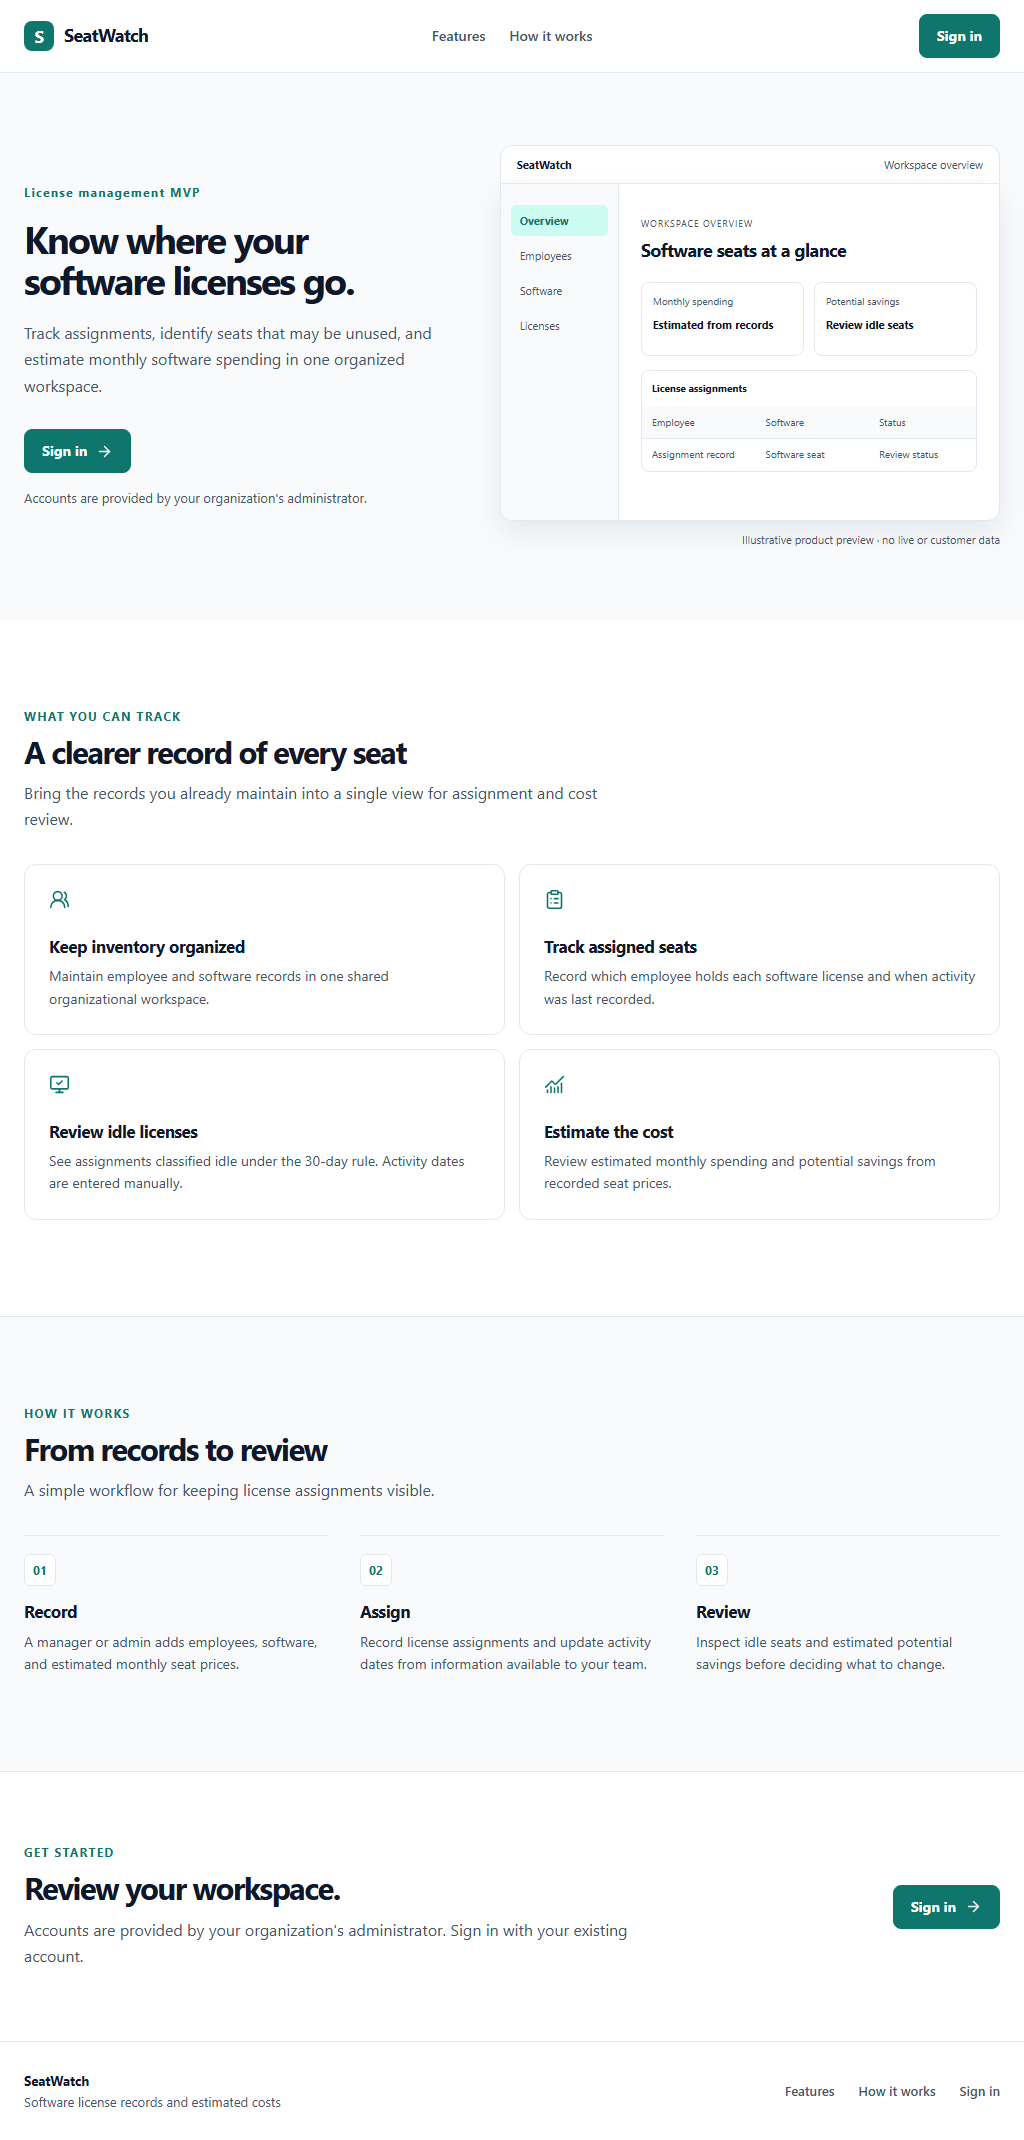 S SeatWatch
Features How it works
Sign in
License management MVP
Know where your
software licenses go.
Track assignments, identify seats that may be unused, and
estimate monthly software spending in one organized
workspace.
Sign in →
Accounts are provided by your organization's administrator.
SeatWatch Workspace overview
Overview
Employees
Software
Licenses
WORKSPACE OVERVIEW
Software seats at a glance
Monthly spending
Estimated from records
Potential savings
Review idle seats
License assignments
Employee Software Status
Assignment record Software seat Review status
Illustrative product preview · no live or customer data
WHAT YOU CAN TRACK
A clearer record of every seat
Bring the records you already maintain into a single view for assignment and cost
review.
Keep inventory organized
Maintain employee and software records in one shared
organizational workspace.
Track assigned seats
Record which employee holds each software license and when activity
was last recorded.
Review idle licenses
See assignments classified idle under the 30-day rule. Activity dates
are entered manually.
Estimate the cost
Review estimated monthly spending and potential savings from
recorded seat prices.
HOW IT WORKS
From records to review
A simple workflow for keeping license assignments visible.
01
Record
A manager or admin adds employees, software,
and estimated monthly seat prices.
02
Assign
Record license assignments and update activity
dates from information available to your team.
03
Review
Inspect idle seats and estimated potential
savings before deciding what to change.
GET STARTED
Review your workspace.
Accounts are provided by your organization's administrator. Sign in with your existing
account.
Sign in →
SeatWatch
Software license records and estimated costs
Features How it works Sign in